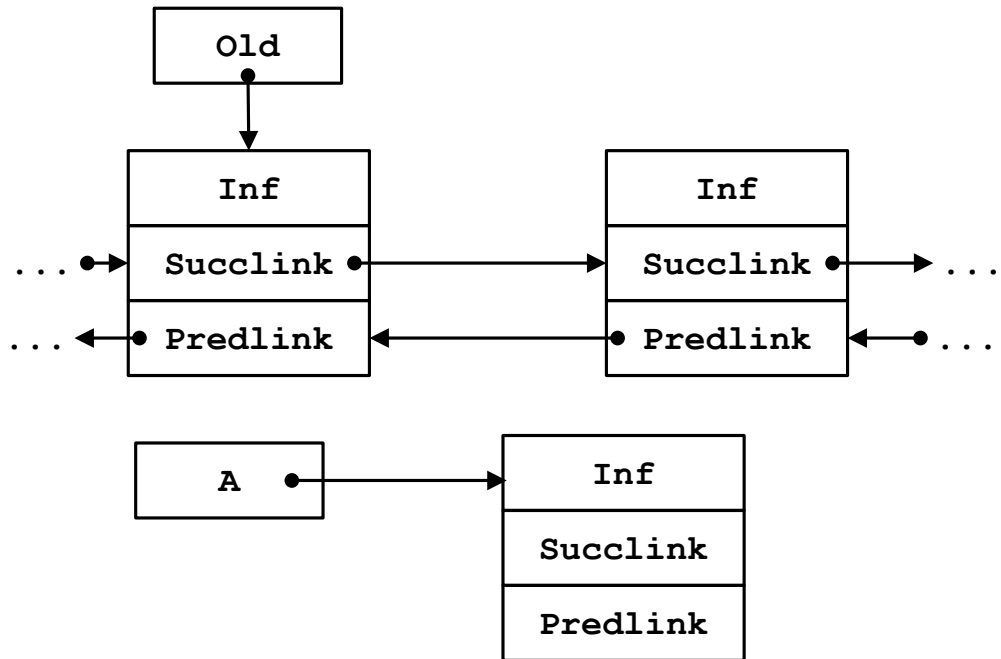 Old
Inf Inf
... Succlink Succlink ...
... Predlink Predlink ...
A Inf
Succlink
Predlink